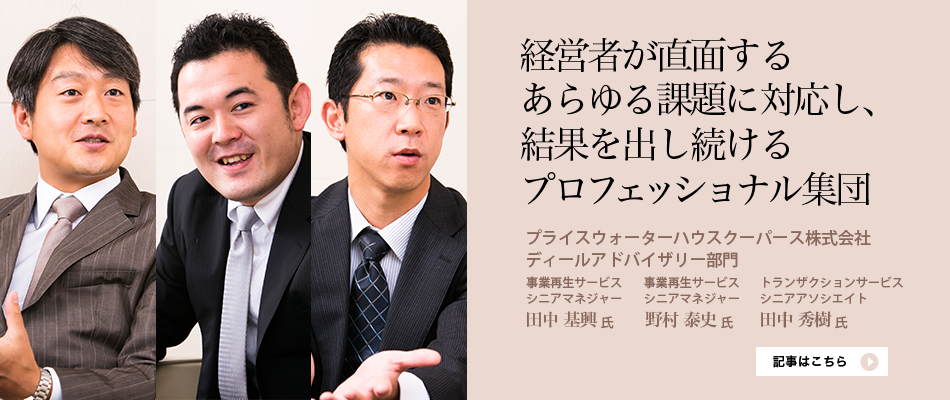 経営者が直面する
あらゆる課題に対応し、
結果を出し続ける
プロフェッショナル集団
プライスウォーターハウスクーパース株式会社
ディールアドバイザリー部門
事業再生サービス
シニアマネジャー
田中 基興 氏
事業再生サービス
シニアマネジャー
野村 泰史 氏
トランザクションサービス
シニアアソシエイト
田中 秀樹 氏
記事はこちら